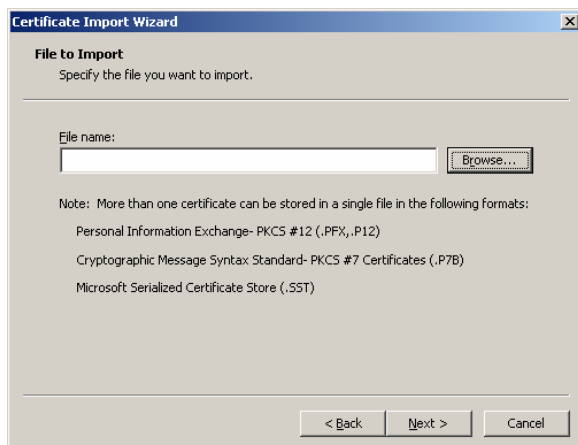 Certificate Import Wizard
File to Import
Specify the file you want to import.
File name:
Browse...
Note: More than one certificate can be stored in a single file in the following formats:
Personal Information Exchange- PKCS #12 (.PFX,.P12)
Cryptographic Message Syntax Standard- PKCS #7 Certificates (.P7B)
Microsoft Serialized Certificate Store (.SST)
< Back Next > Cancel